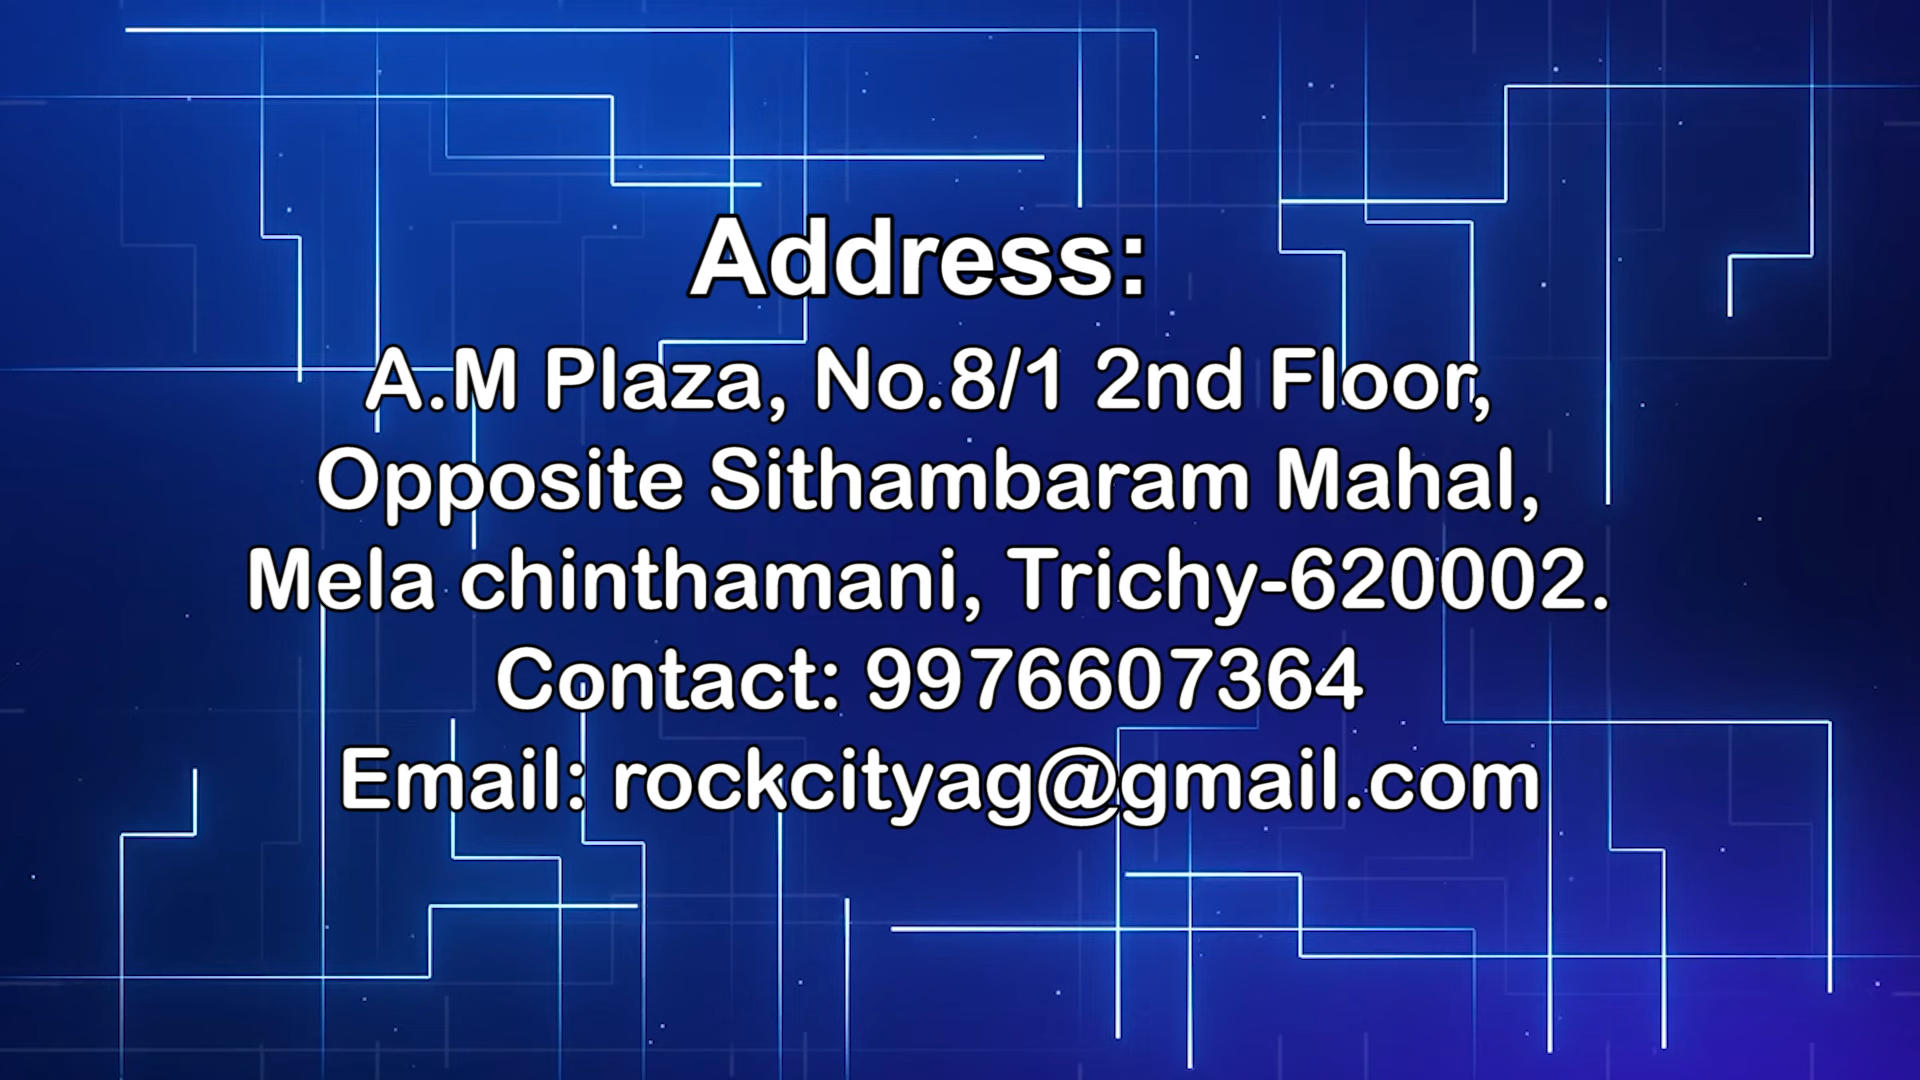 Address:
A.M Plaza, No.8/1 2nd Floor,
Opposite Sithambaram Mahal,
Mela chinthamani, Trichy-620002.
Contact: 9976607364
Email: rockcityag@gmail.com